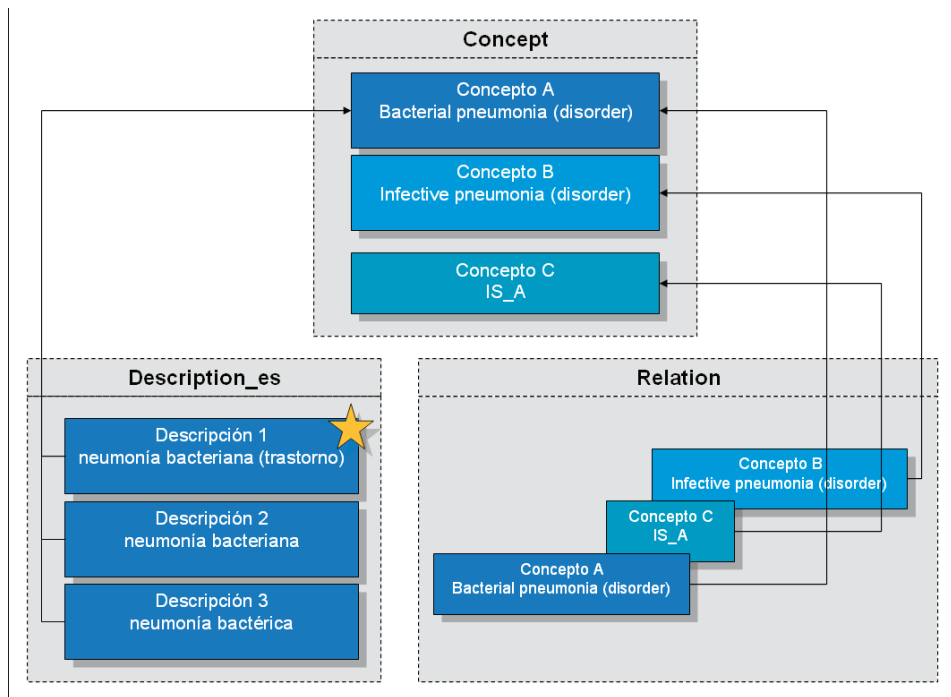 Concept
Concepto A
Bacterial pneumonia (disorder)
Concepto B
Infective pneumonia (disorder)
Concepto C
IS_A
Description_es
Descripción 1
neumonía bacteriana (trastorno)
Descripción 2
neumonía bacteriana
Descripción 3
neumonía bactérica
Relation
Concepto B
Infective pneumonia (disorder)
Concepto C
IS_A
Concepto A
Bacterial pneumonia (disorder)